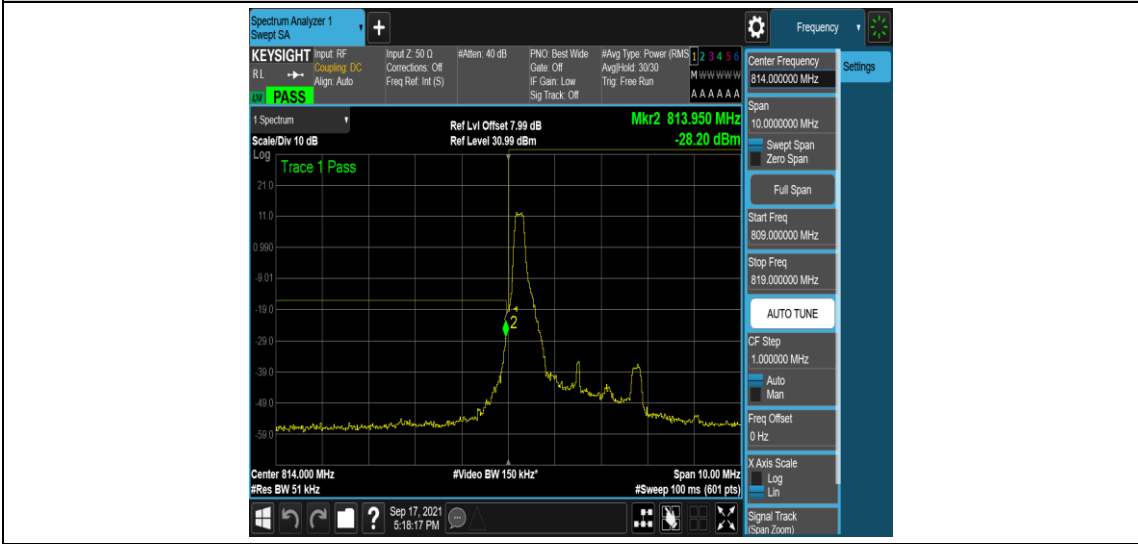 Spectrum Analyzer 1
Swept SA
+
Frequency
KEYSIGHT
RL
PASS
Input: RF
Coupling: DC
Align: Auto
Input Z: 50 Ω
Corrections: Off
Freq Ref: Int (S)
#Atten: 40 dB
PNO: Best Wide
Gate: Off
IF Gain: Low
Sig Track: Off
#Avg Type: Power (RMS
Avg|Hold: 30/30
Trig: Free Run
1 2 3 4 5 6
M W W W W W
A A A A A A
1 Spectrum
Scale/Div 10 dB
Ref Lvl Offset 7.99 dB
Ref Level 30.99 dBm
Mkr2 813.950 MHz
-28.20 dBm
Log
Trace 1 Pass
21.0
11.0
0.990
-9.01
-19.0
-29.0
-39.0
-49.0
-59.0
2
Center 814.000 MHz
#Res BW 51 kHz
#Video BW 150 kHz*
Span 10.00 MHz
#Sweep 100 ms (601 pts)
Center Frequency
814.000000 MHz
Settings
Span
10.0000000 MHz
Swept Span
Zero Span
Full Span
Start Freq
809.000000 MHz
Stop Freq
819.000000 MHz
AUTO TUNE
CF Step
1.000000 MHz
Auto
Man
Freq Offset
0 Hz
X Axis Scale
Log
Lin
Signal Track
(Span Zoom)
?
Sep 17, 2021
5:18:17 PM